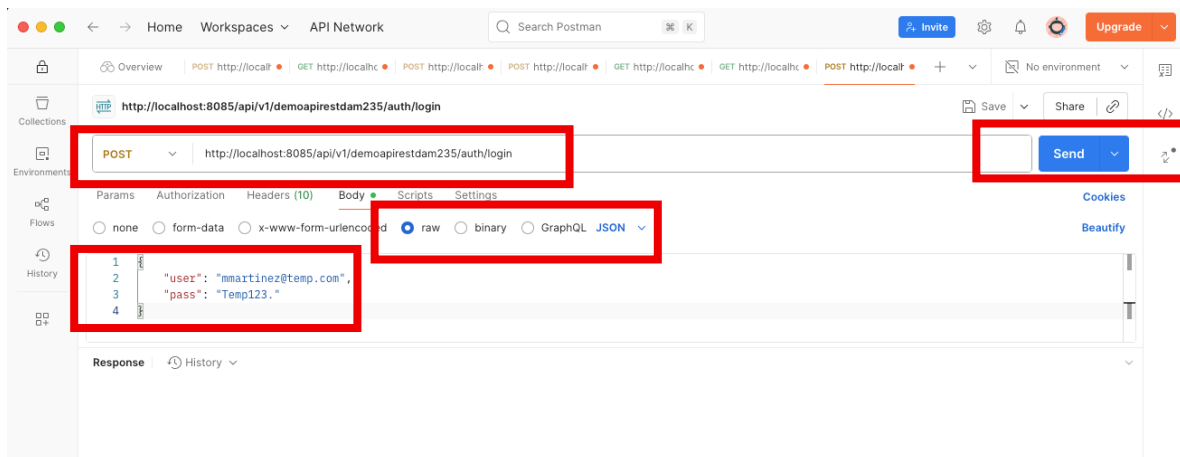 Home Workspaces API Network Search Postman ⌘ K Invite Upgrade
Overview POST http://localh GET http://localhc POST http://localh POST http://localh GET http://localhc GET http://localhc POST http://localh No environment
HTTP http://localhost:8085/api/v1/demoapirestdam235/auth/login Save Share
Collections
POST http://localhost:8085/api/v1/demoapirestdam235/auth/login Send
Environments
Params Authorization Headers (10) Body Scripts Settings Cookies
Flows
none form-data x-www-form-urlencoded raw binary GraphQL JSON Beautify
History
1 {
2 "user": "mmartinez@temp.com",
3 "pass": "Temp123."
4 }
Response History